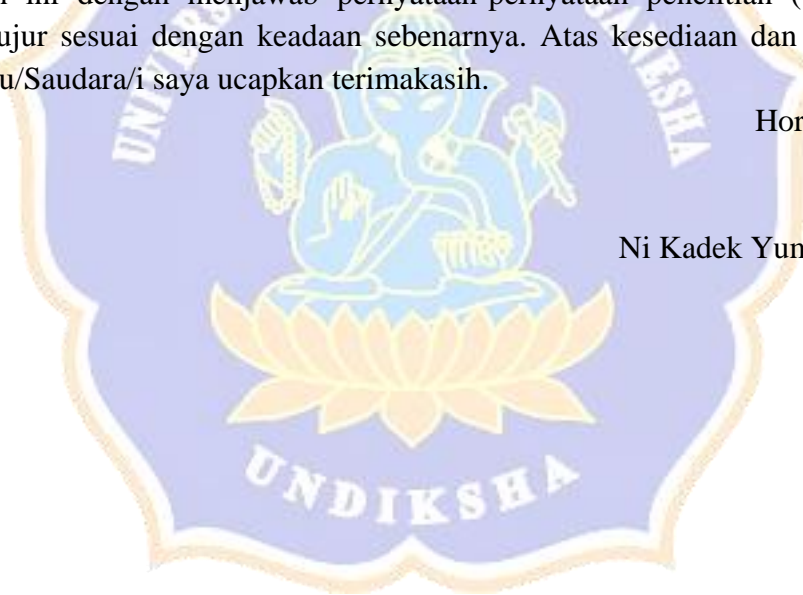 ini dengan menjawab pernyataan-pernyataan penelitian (
ujur sesuai dengan keadaan sebenarnya. Atas kesediaan dan
u/Saudara/i saya ucapkan terimakasih.
Hor
Ni Kadek Yun
UNDIKSHA